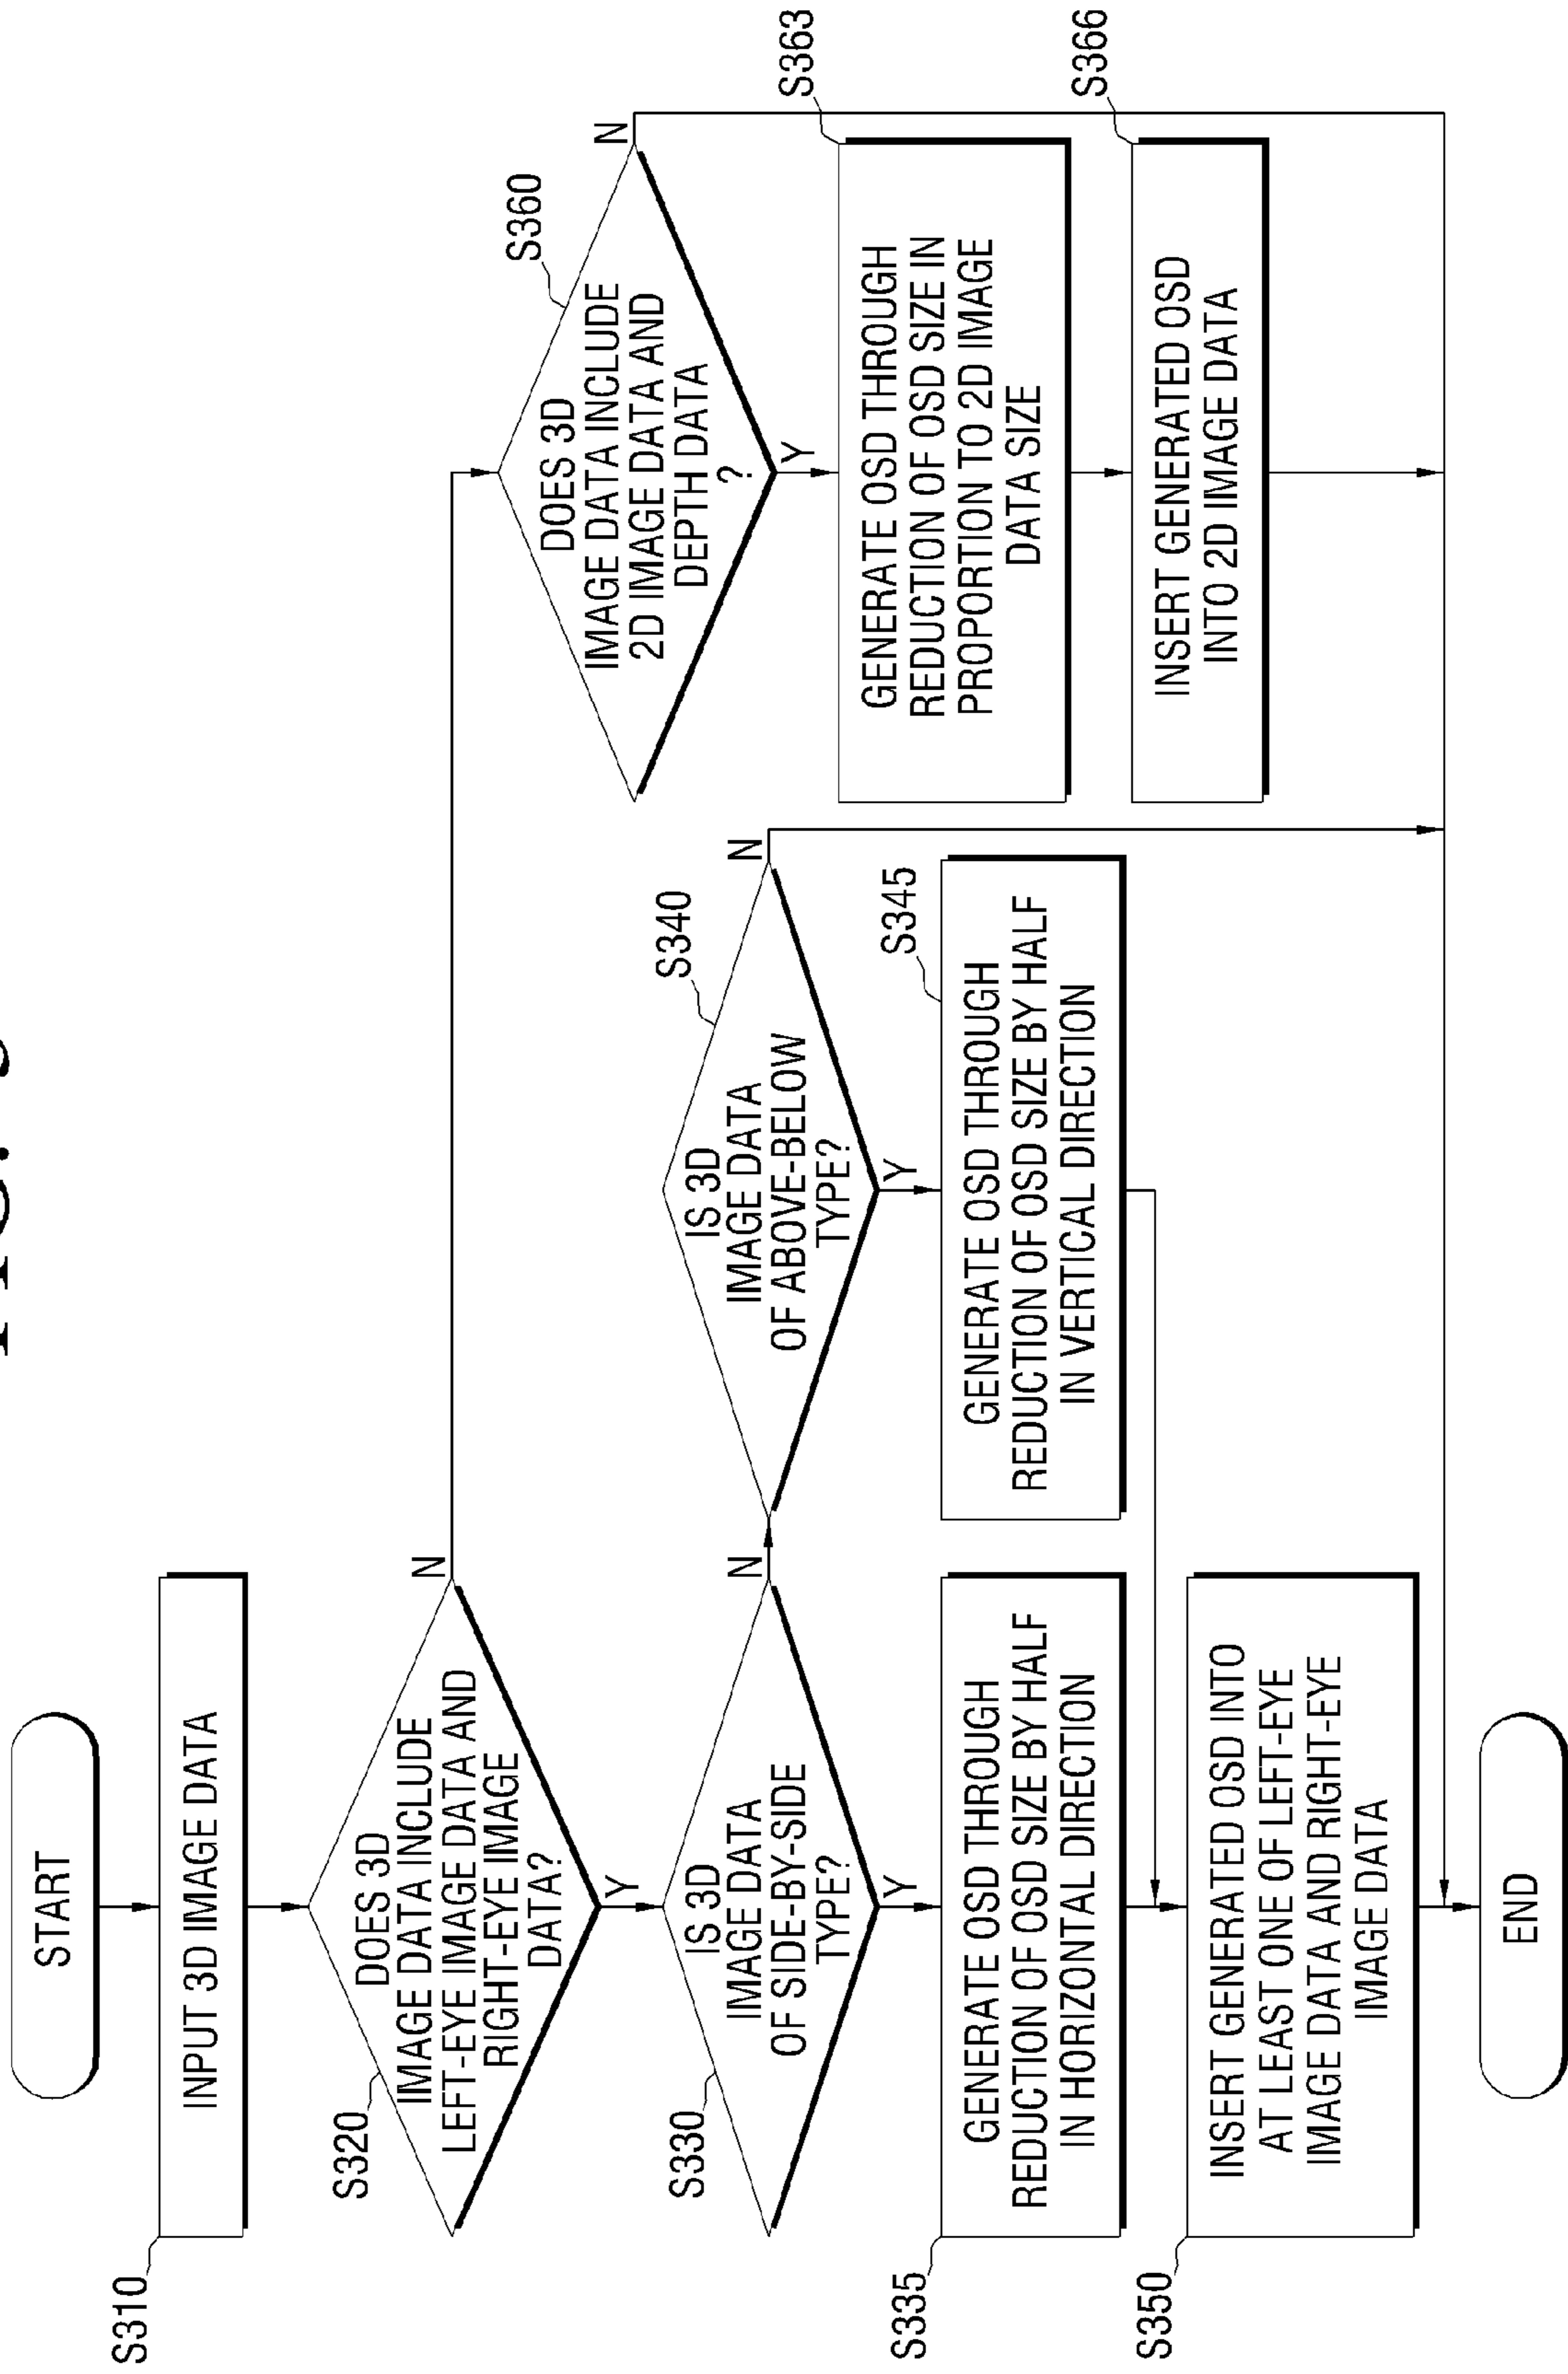 START
S310
INPUT 3D IMAGE DATA
S320
DOES 3D
IMAGE DATA INCLUDE
LEFT-EYE IMAGE DATA AND
RIGHT-EYE IMAGE
DATA?
N
Y
S330
IS 3D
IMAGE DATA
OF SIDE-BY-SIDE
TYPE?
N
Y
S335
GENERATE OSD THROUGH
REDUCTION OF OSD SIZE BY HALF
IN HORIZONTAL DIRECTION
S340
IS 3D
IMAGE DATA
OF ABOVE-BELOW
TYPE?
N
Y
S345
GENERATE OSD THROUGH
REDUCTION OF OSD SIZE BY HALF
IN VERTICAL DIRECTION
S350
INSERT GENERATED OSD INTO
AT LEAST ONE OF LEFT-EYE
IMAGE DATA AND RIGHT-EYE
IMAGE DATA
S360
DOES 3D
IMAGE DATA INCLUDE
2D IMAGE DATA AND
DEPTH DATA
?
N
Y
S363
GENERATE OSD THROUGH
REDUCTION OF OSD SIZE IN
PROPORTION TO 2D IMAGE
DATA SIZE
S366
INSERT GENERATED OSD
INTO 2D IMAGE DATA
END